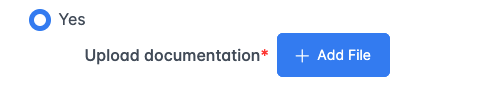 Yes
Upload documentation* + Add File